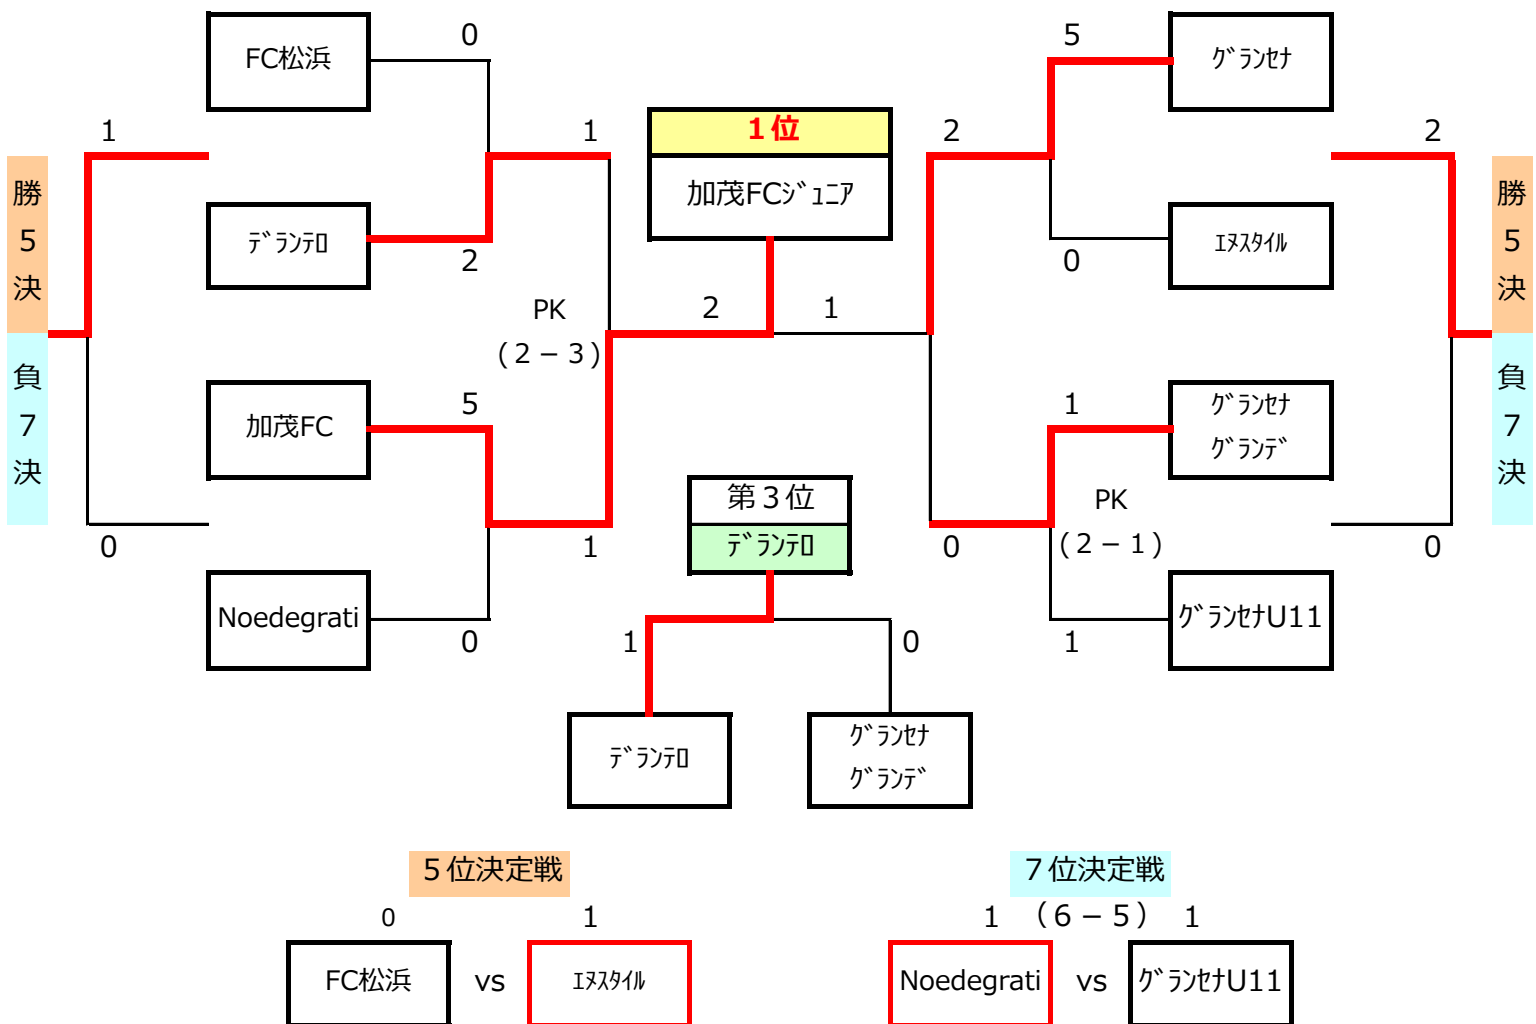 0
5
FC松浜
グランセナ
1
1
1位
2
2
勝5決
加茂FCジュニア
勝5決
デランテロ
エヌスタイル
2
0
PK
(2－3)
2
1
負7決
負7決
加茂FC
5
1
グランセナ
グランデ
第3位
PK
(2－1)
デランテロ
0
1
0
0
Noedegrati
グランセナU11
0
1
0
1
デランテロ
グランセナ
グランデ
5位決定戦
7位決定戦
0
1
1
(6－5)
1
FC松浜
vs
エヌスタイル
Noedegrati
vs
グランセナU11